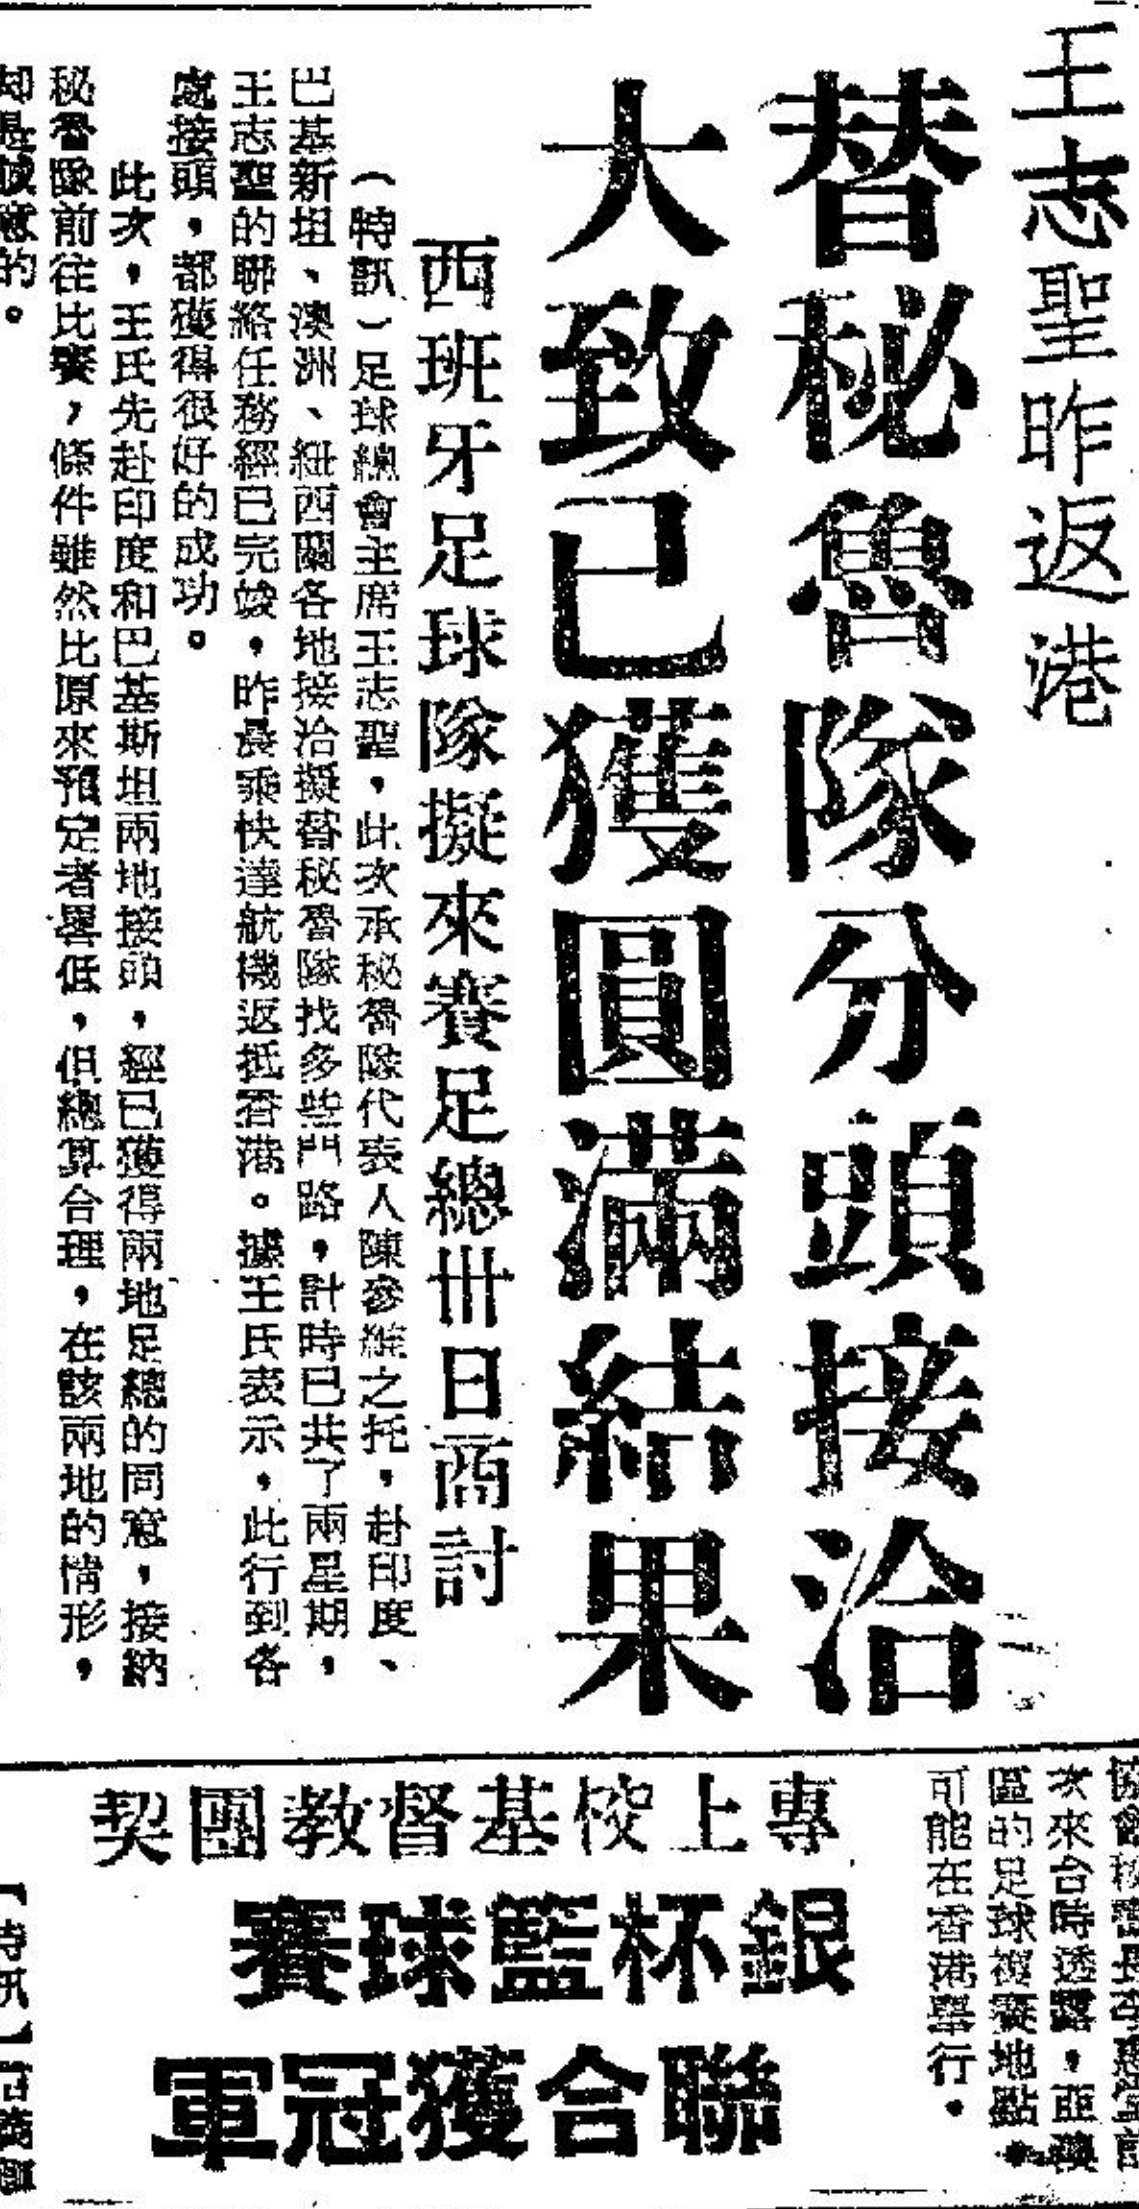 王志聖昨返港
替秘魯隊分頭接洽
大致已獲圓滿結果
西班牙足球隊擬來賽足總卅日商討
（特訊）足球總會主席王志聖，此次承秘魯隊代表人陳參維之托，赴印度、
巴基新坦、澳洲、紐西蘭各地接洽擬替秘魯隊找多些門路，計時已共了兩星期，
王志聖的聯絡任務經已完竣，昨晨乘快達航機返抵香港。據王氏表示，此行到各
處接頭，都獲得很好的成功。
此次，王氏先赴印度和巴基斯坦兩地接頭，經已獲得兩地足總的同意，接納
秘魯隊前往比賽，條件雖然比原來預定者畧低，但總算合理，在該兩地的情形，
却是誠意的。
次來台時透露，亞洲
區的足球複賽地點，
可能在香港舉行。
專上校基督教團契
銀杯籃球賽
聯合獲冠軍